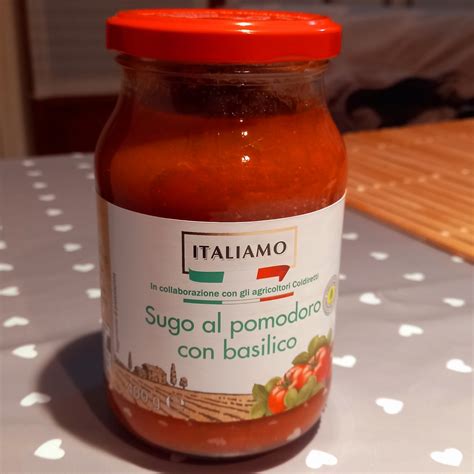 ITALIAMO
In collaborazione con gli agricoltori Coldiretti
Sugo al pomodoro
con basilico